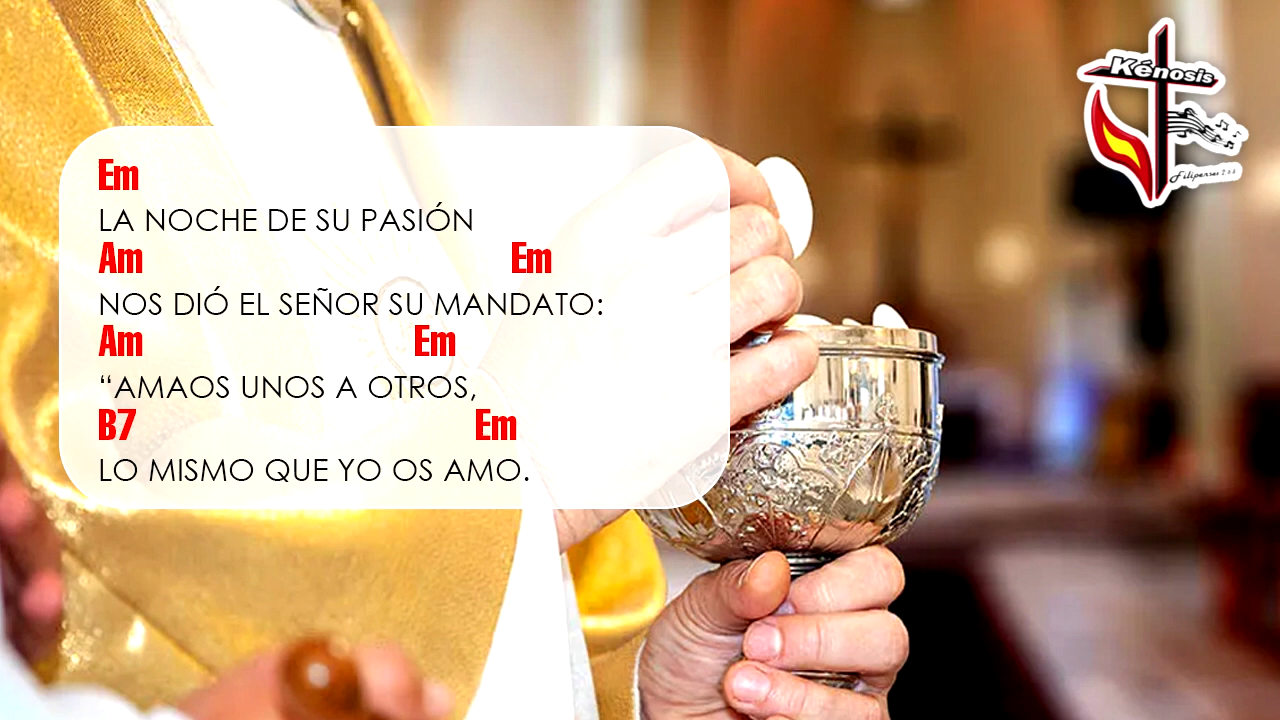 Em
LA NOCHE DE SU PASIÓN
Am Em
NOS DIÓ EL SEÑOR SU MANDATO:
Am Em
“AMAOS UNOS A OTROS,
B7 Em
LO MISMO QUE YO OS AMO.
Kénosis